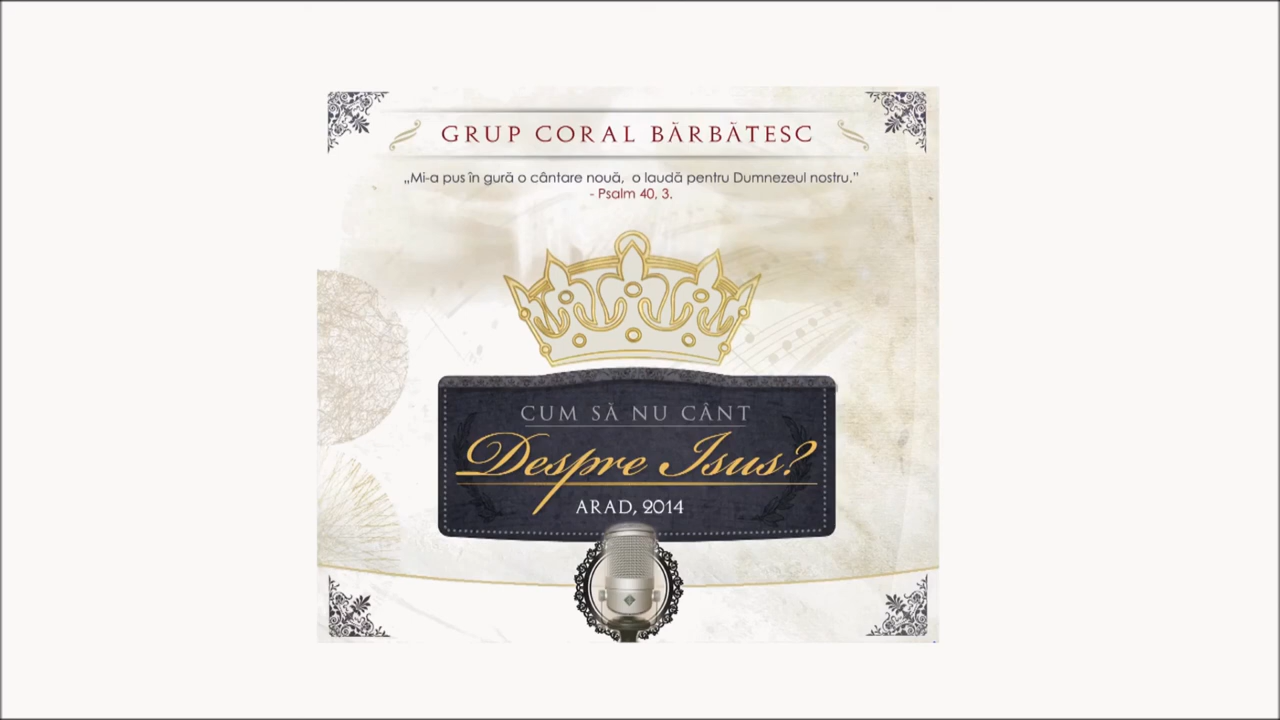 GRUP CORAL BĂRBĂTESC
„Mi-a pus în gură o cântare nouă, o laudă pentru Dumnezeul nostru.”
- Psalm 40, 3.
CUM SĂ NU CÂNT
Despre Isus?
ARAD, 2014